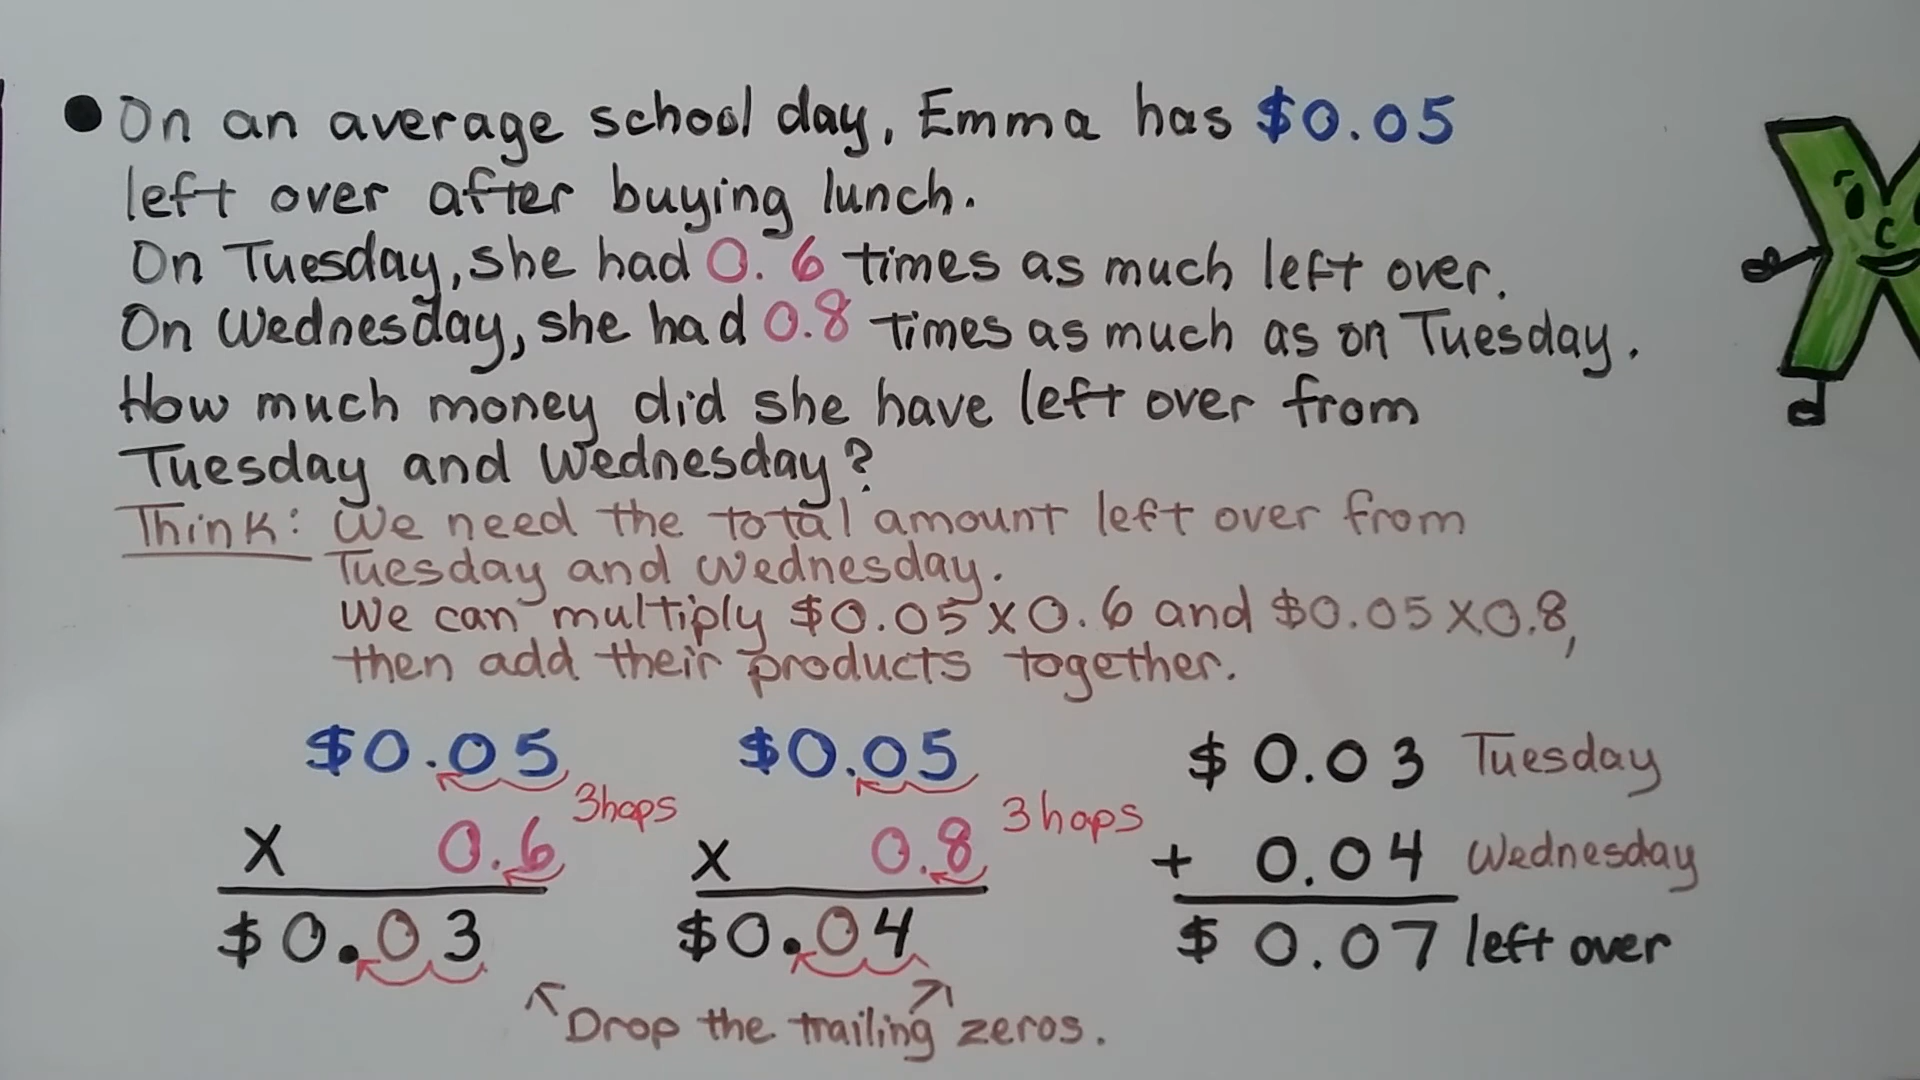 On an average school day, Emma has $0.05
left over after buying lunch.
On Tuesday, she had 0.6 times as much left over.
On Wednesday, she had 0.8 times as much as on Tuesday.
How much money did she have left over from
Tuesday and Wednesday?
Think: We need the total amount left over from
Tuesday and Wednesday.
We can multiply $0.05 x 0.6 and $0.05 x 0.8,
then add their products together.
$0.05 $0.05 $0.03 Tuesday
3 hops 3 hops
X 0.6 X 0.8 + 0.04 Wednesday
$0.03 $0.04 $0.07 left over
Drop the trailing zeros.